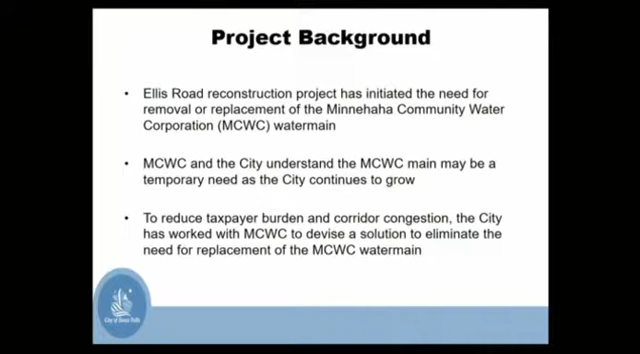 Project Background
• Ellis Road reconstruction project has initiated the need for
removal or replacement of the Minnehaha Community Water
Corporation (MCWC) watermain
• MCWC and the City understand the MCWC main may be a
temporary need as the City continues to grow
• To reduce taxpayer burden and corridor congestion, the City
has worked with MCWC to devise a solution to eliminate the
need for replacement of the MCWC watermain
City of Sioux Falls